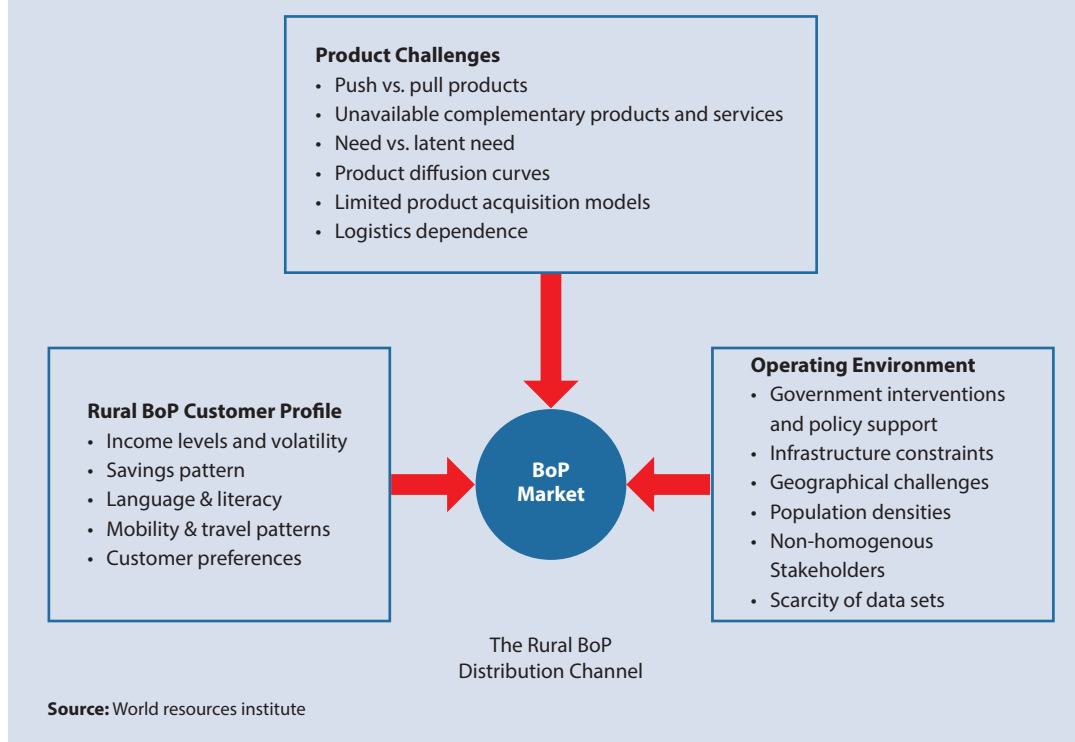 Product Challenges
• Push vs. pull products
• Unavailable complementary products and services
• Need vs. latent need
• Product diffusion curves
• Limited product acquisition models
• Logistics dependence
Rural BoP Customer Profile
• Income levels and volatility
• Savings pattern
• Language & literacy
• Mobility & travel patterns
• Customer preferences
BoP
Market
Operating Environment
• Government interventions
and policy support
• Infrastructure constraints
• Geographical challenges
• Population densities
• Non-homogenous
Stakeholders
• Scarcity of data sets
The Rural BoP
Distribution Channel
Source: World resources institute